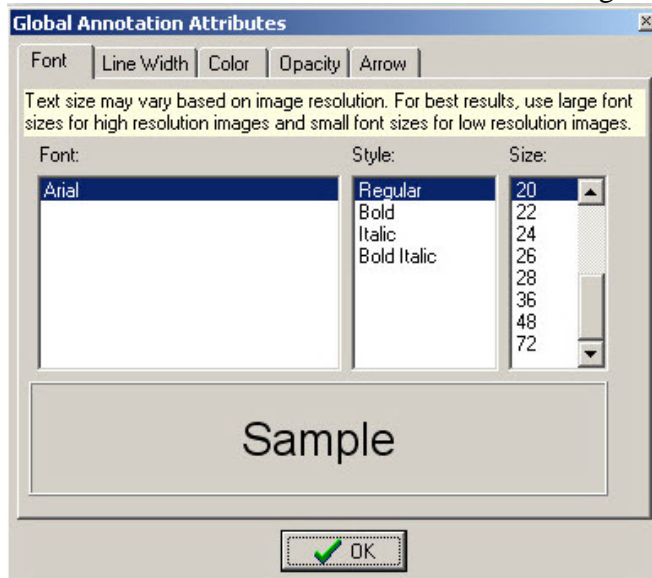 Global Annotation Attributes
Font Line Width Color Opacity Arrow
Text size may vary based on image resolution. For best results, use large font
sizes for high resolution images and small font sizes for low resolution images.
Font: Style: Size:
Arial Regular 20
Bold 22
Italic 24
Bold Italic 26
28
36
48
72
Sample
OK